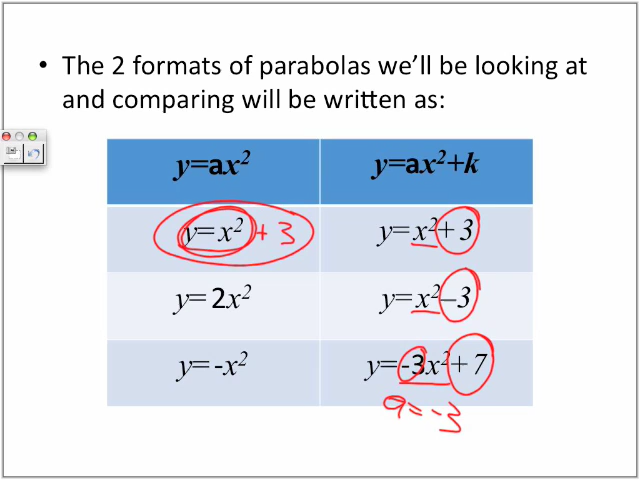 • The 2 formats of parabolas we'll be looking at
and comparing will be written as:
y=ax² y=ax²+k
y=x² + 3 y=x²+3
y=2x² y=x²–3
y=-x² y=-3x²+7
a=-3